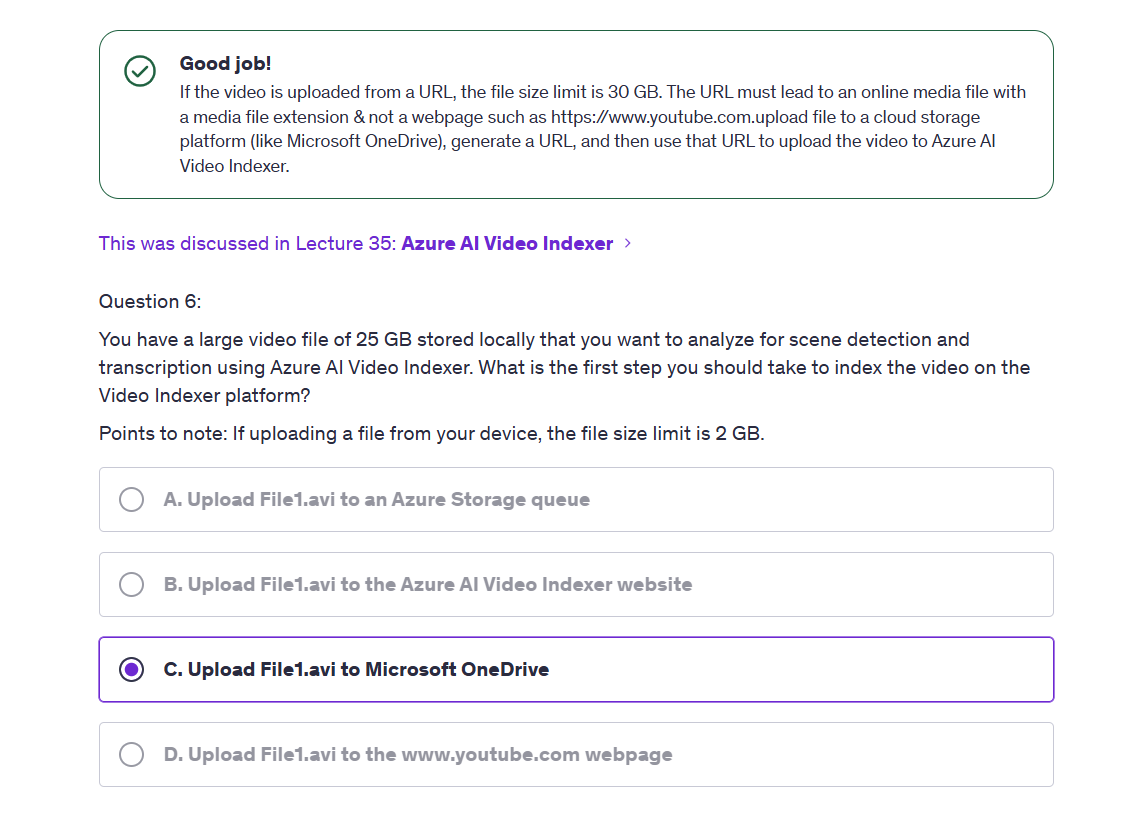 Good job!
If the video is uploaded from a URL, the file size limit is 30 GB. The URL must lead to an online media file with
a media file extension & not a webpage such as https://www.youtube.com.upload file to a cloud storage
platform (like Microsoft OneDrive), generate a URL, and then use that URL to upload the video to Azure AI
Video Indexer.
This was discussed in Lecture 35: Azure AI Video Indexer >
Question 6:
You have a large video file of 25 GB stored locally that you want to analyze for scene detection and
transcription using Azure AI Video Indexer. What is the first step you should take to index the video on the
Video Indexer platform?
Points to note: If uploading a file from your device, the file size limit is 2 GB.
A. Upload File1.avi to an Azure Storage queue
B. Upload File1.avi to the Azure AI Video Indexer website
C. Upload File1.avi to Microsoft OneDrive
D. Upload File1.avi to the www.youtube.com webpage